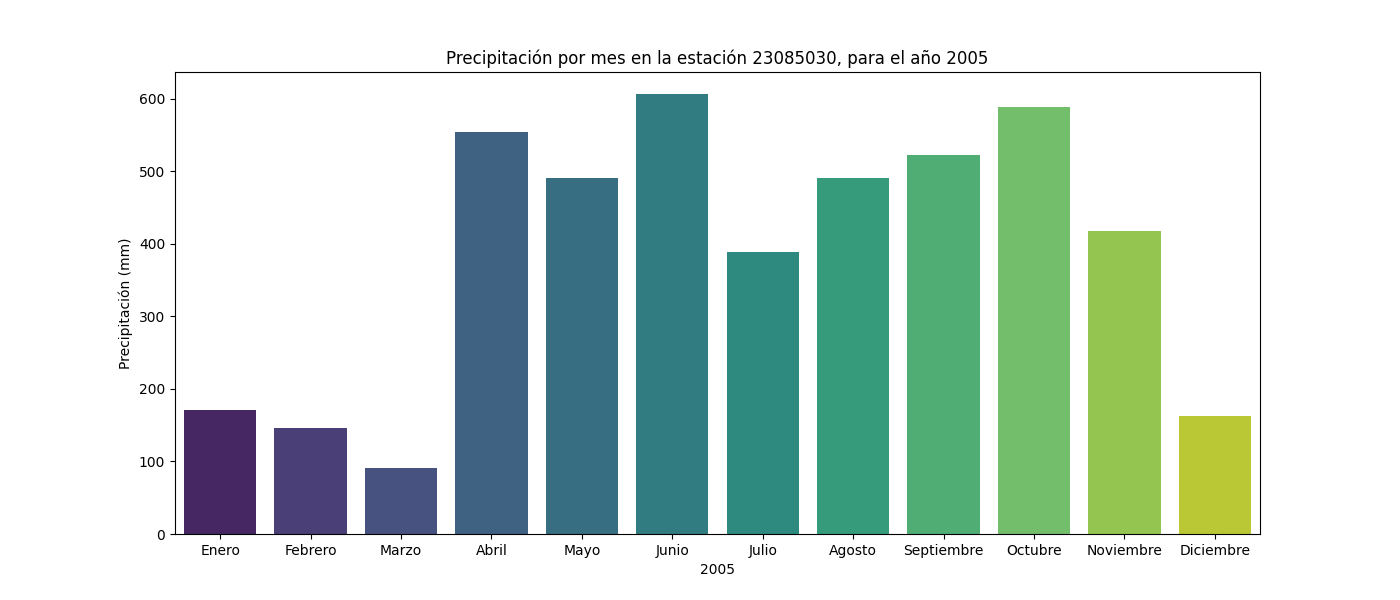 Precipitación por mes en la estación 23085030, para el año 2005
Precipitación (mm)
600
500
400
300
200
100
0
Enero Febrero Marzo Abril Mayo Junio Julio Agosto Septiembre Octubre Noviembre Diciembre
2005